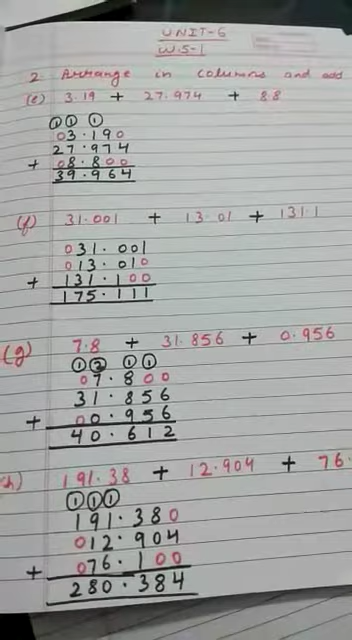 UNIT-6
W.S-1
2. Arrange in columns and add
(e) 3.19 + 27.974 + 8.8
1 1 1
03.190
27.974
+ 08.800
39.964
(f) 31.001 + 13.01 + 131.1
031.001
013.010
+ 131.100
175.111
(g) 7.8 + 31.856 + 0.956
1 2 1 1
07.800
31.856
+ 00.956
40.612
h) 191.38 + 12.904 + 76.
1 1 1
191.380
012.904
+ 076.100
280.384